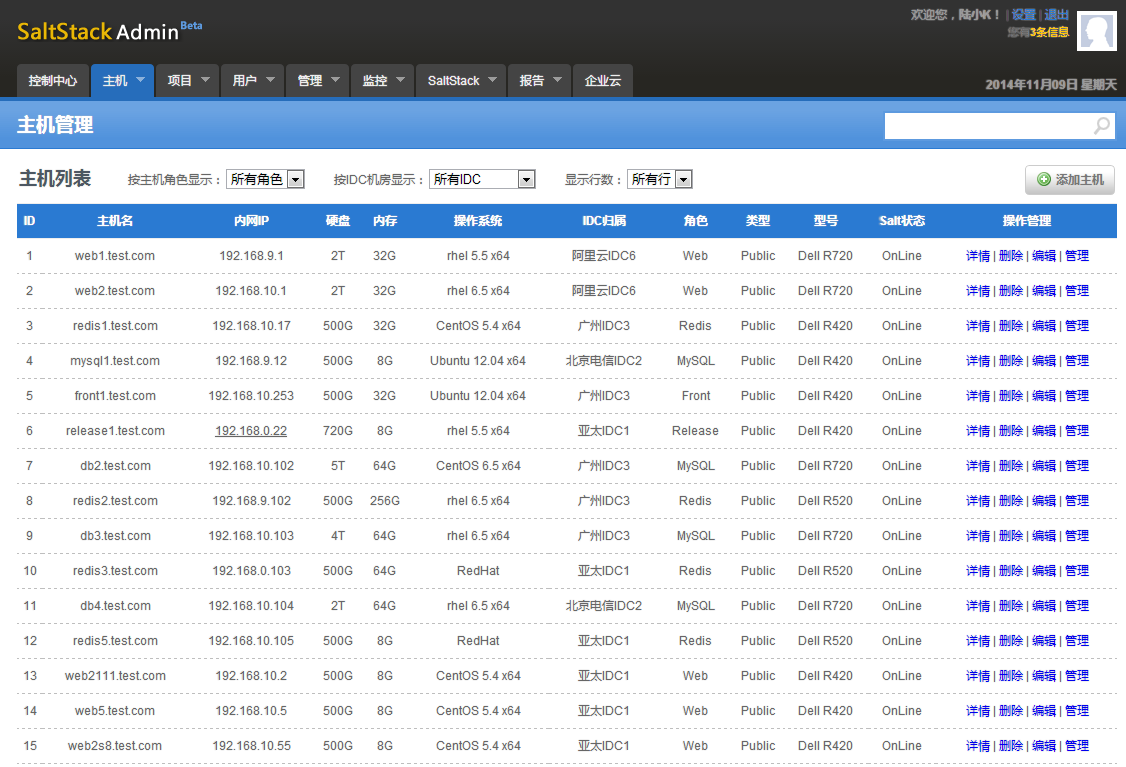 SaltStack Admin Beta
欢迎您，陆小K！ | 设置 | 退出
您有3条信息
控制中心 主机 项目 用户 管理 监控 SaltStack 报告 企业云
2014年11月09日 星期天
主机管理
主机列表 按主机角色显示： 所有角色 按IDC机房显示： 所有IDC 显示行数： 所有行 添加主机
ID 主机名 内网IP 硬盘 内存 操作系统 IDC归属 角色 类型 型号 Salt状态 操作管理
1 web1.test.com 192.168.9.1 2T 32G rhel 5.5 x64 阿里云IDC6 Web Public Dell R720 OnLine 详情 | 删除 | 编辑 | 管理
2 web2.test.com 192.168.10.1 2T 32G rhel 6.5 x64 阿里云IDC6 Web Public Dell R720 OnLine 详情 | 删除 | 编辑 | 管理
3 redis1.test.com 192.168.10.17 500G 32G CentOS 5.4 x64 广州IDC3 Redis Public Dell R420 OnLine 详情 | 删除 | 编辑 | 管理
4 mysql1.test.com 192.168.9.12 500G 8G Ubuntu 12.04 x64 北京电信IDC2 MySQL Public Dell R420 OnLine 详情 | 删除 | 编辑 | 管理
5 front1.test.com 192.168.10.253 500G 32G Ubuntu 12.04 x64 广州IDC3 Front Public Dell R420 OnLine 详情 | 删除 | 编辑 | 管理
6 release1.test.com 192.168.0.22 720G 8G rhel 5.5 x64 亚太IDC1 Release Public Dell R420 OnLine 详情 | 删除 | 编辑 | 管理
7 db2.test.com 192.168.10.102 5T 64G CentOS 6.5 x64 广州IDC3 MySQL Public Dell R720 OnLine 详情 | 删除 | 编辑 | 管理
8 redis2.test.com 192.168.9.102 500G 256G rhel 6.5 x64 广州IDC3 Redis Public Dell R520 OnLine 详情 | 删除 | 编辑 | 管理
9 db3.test.com 192.168.10.103 4T 64G rhel 6.5 x64 广州IDC3 MySQL Public Dell R720 OnLine 详情 | 删除 | 编辑 | 管理
10 redis3.test.com 192.168.0.103 500G 64G RedHat 亚太IDC1 Redis Public Dell R520 OnLine 详情 | 删除 | 编辑 | 管理
11 db4.test.com 192.168.10.104 2T 64G rhel 6.5 x64 北京电信IDC2 MySQL Public Dell R720 OnLine 详情 | 删除 | 编辑 | 管理
12 redis5.test.com 192.168.10.105 500G 8G RedHat 亚太IDC1 Redis Public Dell R520 OnLine 详情 | 删除 | 编辑 | 管理
13 web2111.test.com 192.168.10.2 500G 8G CentOS 5.4 x64 亚太IDC1 Web Public Dell R420 OnLine 详情 | 删除 | 编辑 | 管理
14 web5.test.com 192.168.10.5 500G 8G CentOS 5.4 x64 亚太IDC1 Web Public Dell R420 OnLine 详情 | 删除 | 编辑 | 管理
15 web2s8.test.com 192.168.10.55 500G 8G CentOS 5.4 x64 亚太IDC1 Web Public Dell R420 OnLine 详情 | 删除 | 编辑 | 管理